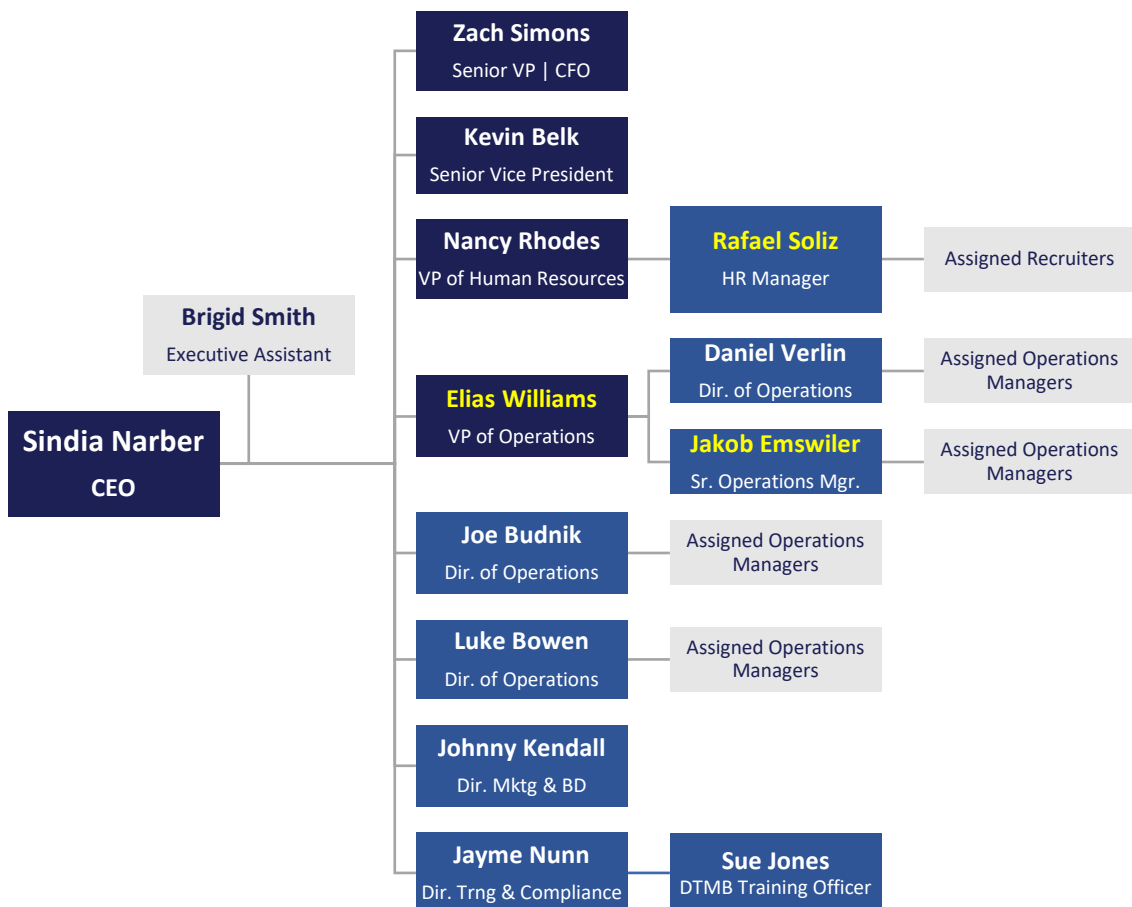 Zach Simons
Senior VP | CFO
Kevin Belk
Senior Vice President
Nancy Rhodes
VP of Human Resources
Rafael Soliz
HR Manager
Assigned Recruiters
Brigid Smith
Executive Assistant
Sindia Narber
CEO
Elias Williams
VP of Operations
Daniel Verlin
Dir. of Operations
Assigned Operations
Managers
Jakob Emswiler
Sr. Operations Mgr.
Assigned Operations
Managers
Joe Budnik
Dir. of Operations
Assigned Operations
Managers
Luke Bowen
Dir. of Operations
Assigned Operations
Managers
Johnny Kendall
Dir. Mktg & BD
Jayme Nunn
Dir. Trng & Compliance
Sue Jones
DTMB Training Officer